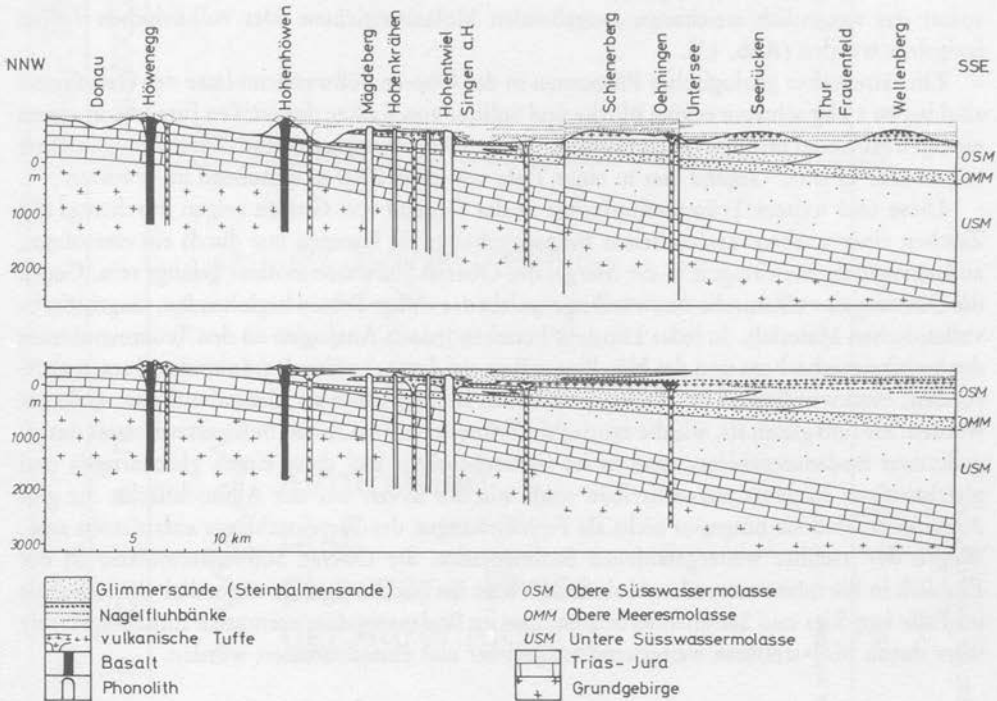 NNW
Donau
Höwenegg
Hohenhöwen
Mägdeberg
Hohenkrähen
Hohentwiel
Singen a.H.
Schienerberg
Oehningen
Untersee
Seerücken
Thur
Frauenfeld
Wellenberg
SSE
0
m
1000
2000
OSM
OMM
USM
0
m
1000
2000
3000
5
10 km
OSM
OMM
USM
Glimmersande (Steinbalmensande)
Nagelfluhbänke
vulkanische Tuffe
Basalt
Phonolith
OSM Obere Süsswassermolasse
OMM Obere Meeresmolasse
USM Untere Süsswassermolasse
Trias-Jura
Grundgebirge